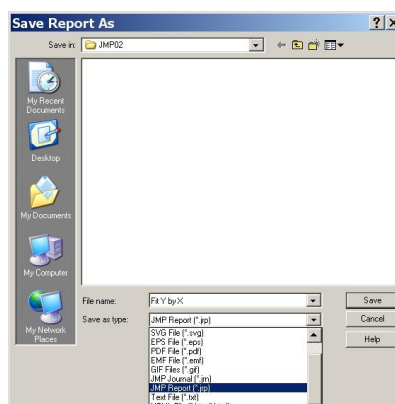 Save Report As
Save in: JMP02
My Recent
Documents
Desktop
My Documents
My Computer
My Network
Places
File name: Fit Y by X Save
Save as type: JMP Report (*.jrp) Cancel
Help
SVG File (*.svg)
EPS File (*.eps)
PDF File (*.pdf)
EMF File (*.emf)
GIF Files (*.gif)
JMP Journal (*.jrn)
JMP Report (*.jrp)
Text File (*.txt)